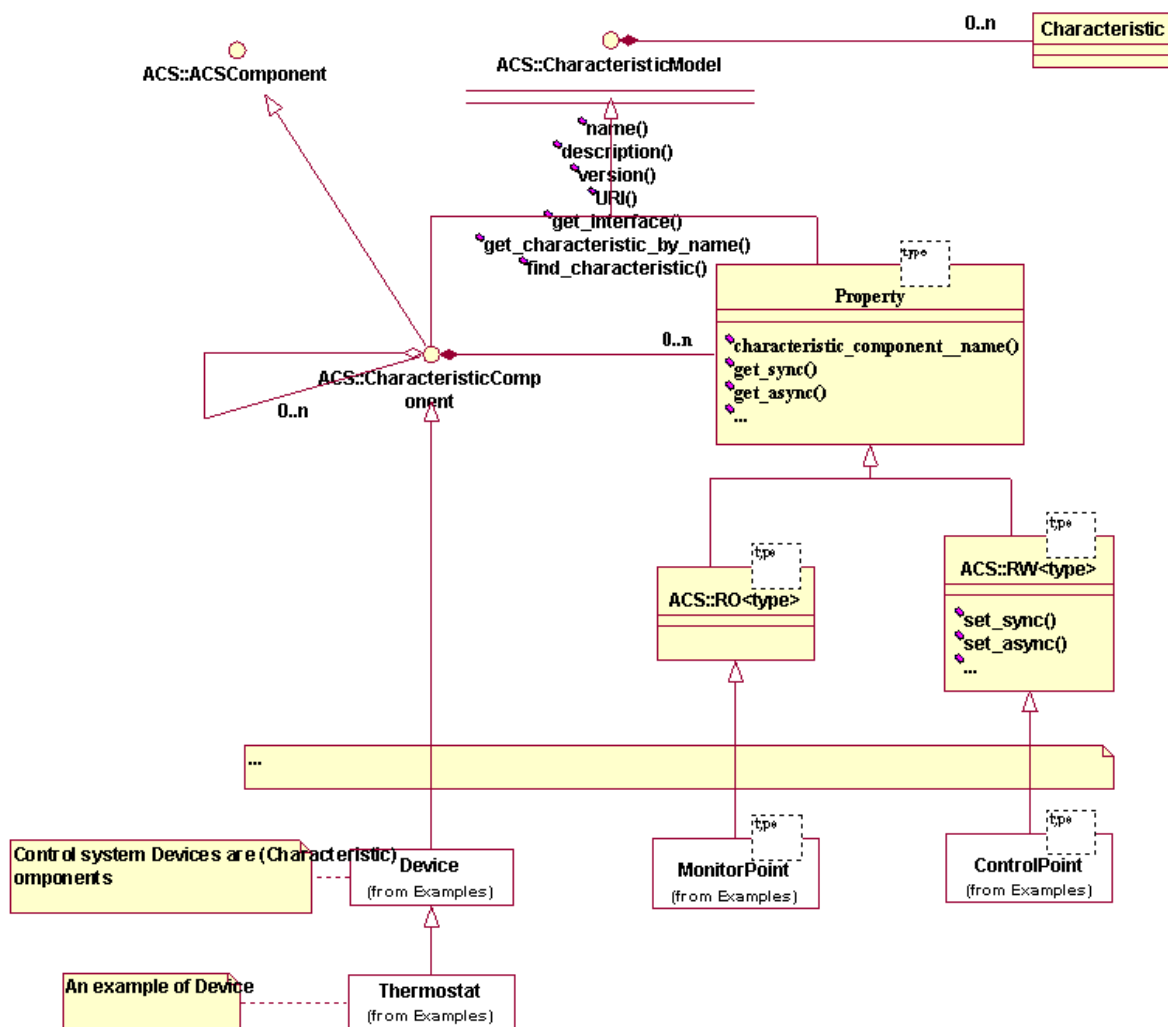 0..n
Characteristic
ACS::ACSComponent
ACS::CharacteristicModel
name()
description()
version()
URI()
get_interface()
get_characteristic_by_name()
find_characteristic()
type
Property
characteristic_component__name()
get_sync()
get_async()
...
0..n
ACS::CharacteristicComp
onent
0..n
type
ACS::RO<type>
type
ACS::RW<type>
set_sync()
set_async()
...
...
Control system Devices are (Characteristic)
omponents
Device
(from Examples)
type
MonitorPoint
(from Examples)
type
ControlPoint
(from Examples)
An example of Device
Thermostat
(from Examples)